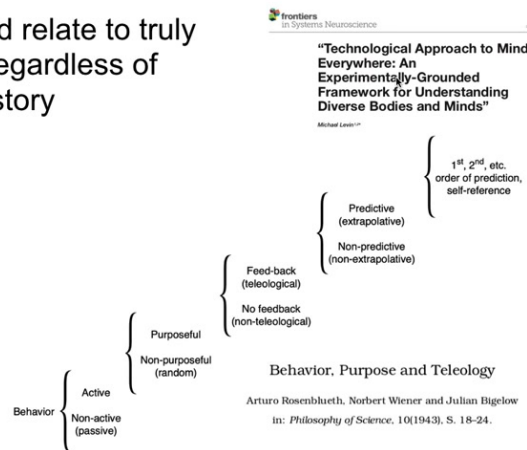 d relate to truly
egardless of
story
frontiers
in Systems Neuroscience
“Technological Approach to Mind
Everywhere: An
Experimentally-Grounded
Framework for Understanding
Diverse Bodies and Minds”
Michael Levin
1st, 2nd, etc.
order of prediction,
self-reference
Predictive
(extrapolative)
Non-predictive
(non-extrapolative)
Feed-back
(teleological)
No feedback
(non-teleological)
Purposeful
Non-purposeful
(random)
Active
Behavior
Non-active
(passive)
Behavior, Purpose and Teleology
Arturo Rosenblueth, Norbert Wiener and Julian Bigelow
in: Philosophy of Science, 10(1943), S. 18-24.